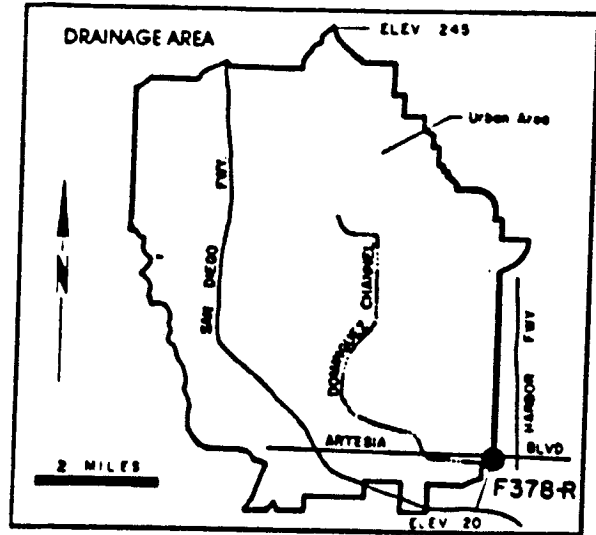 DRAINAGE AREA
ELEV 245
Urban Area
N
SAN DIEGO FWY.
DOMINGUEZ CHANNEL
HARBOR FWY
ARTESIA BLVD
2 MILES
F378-R
ELEV 20